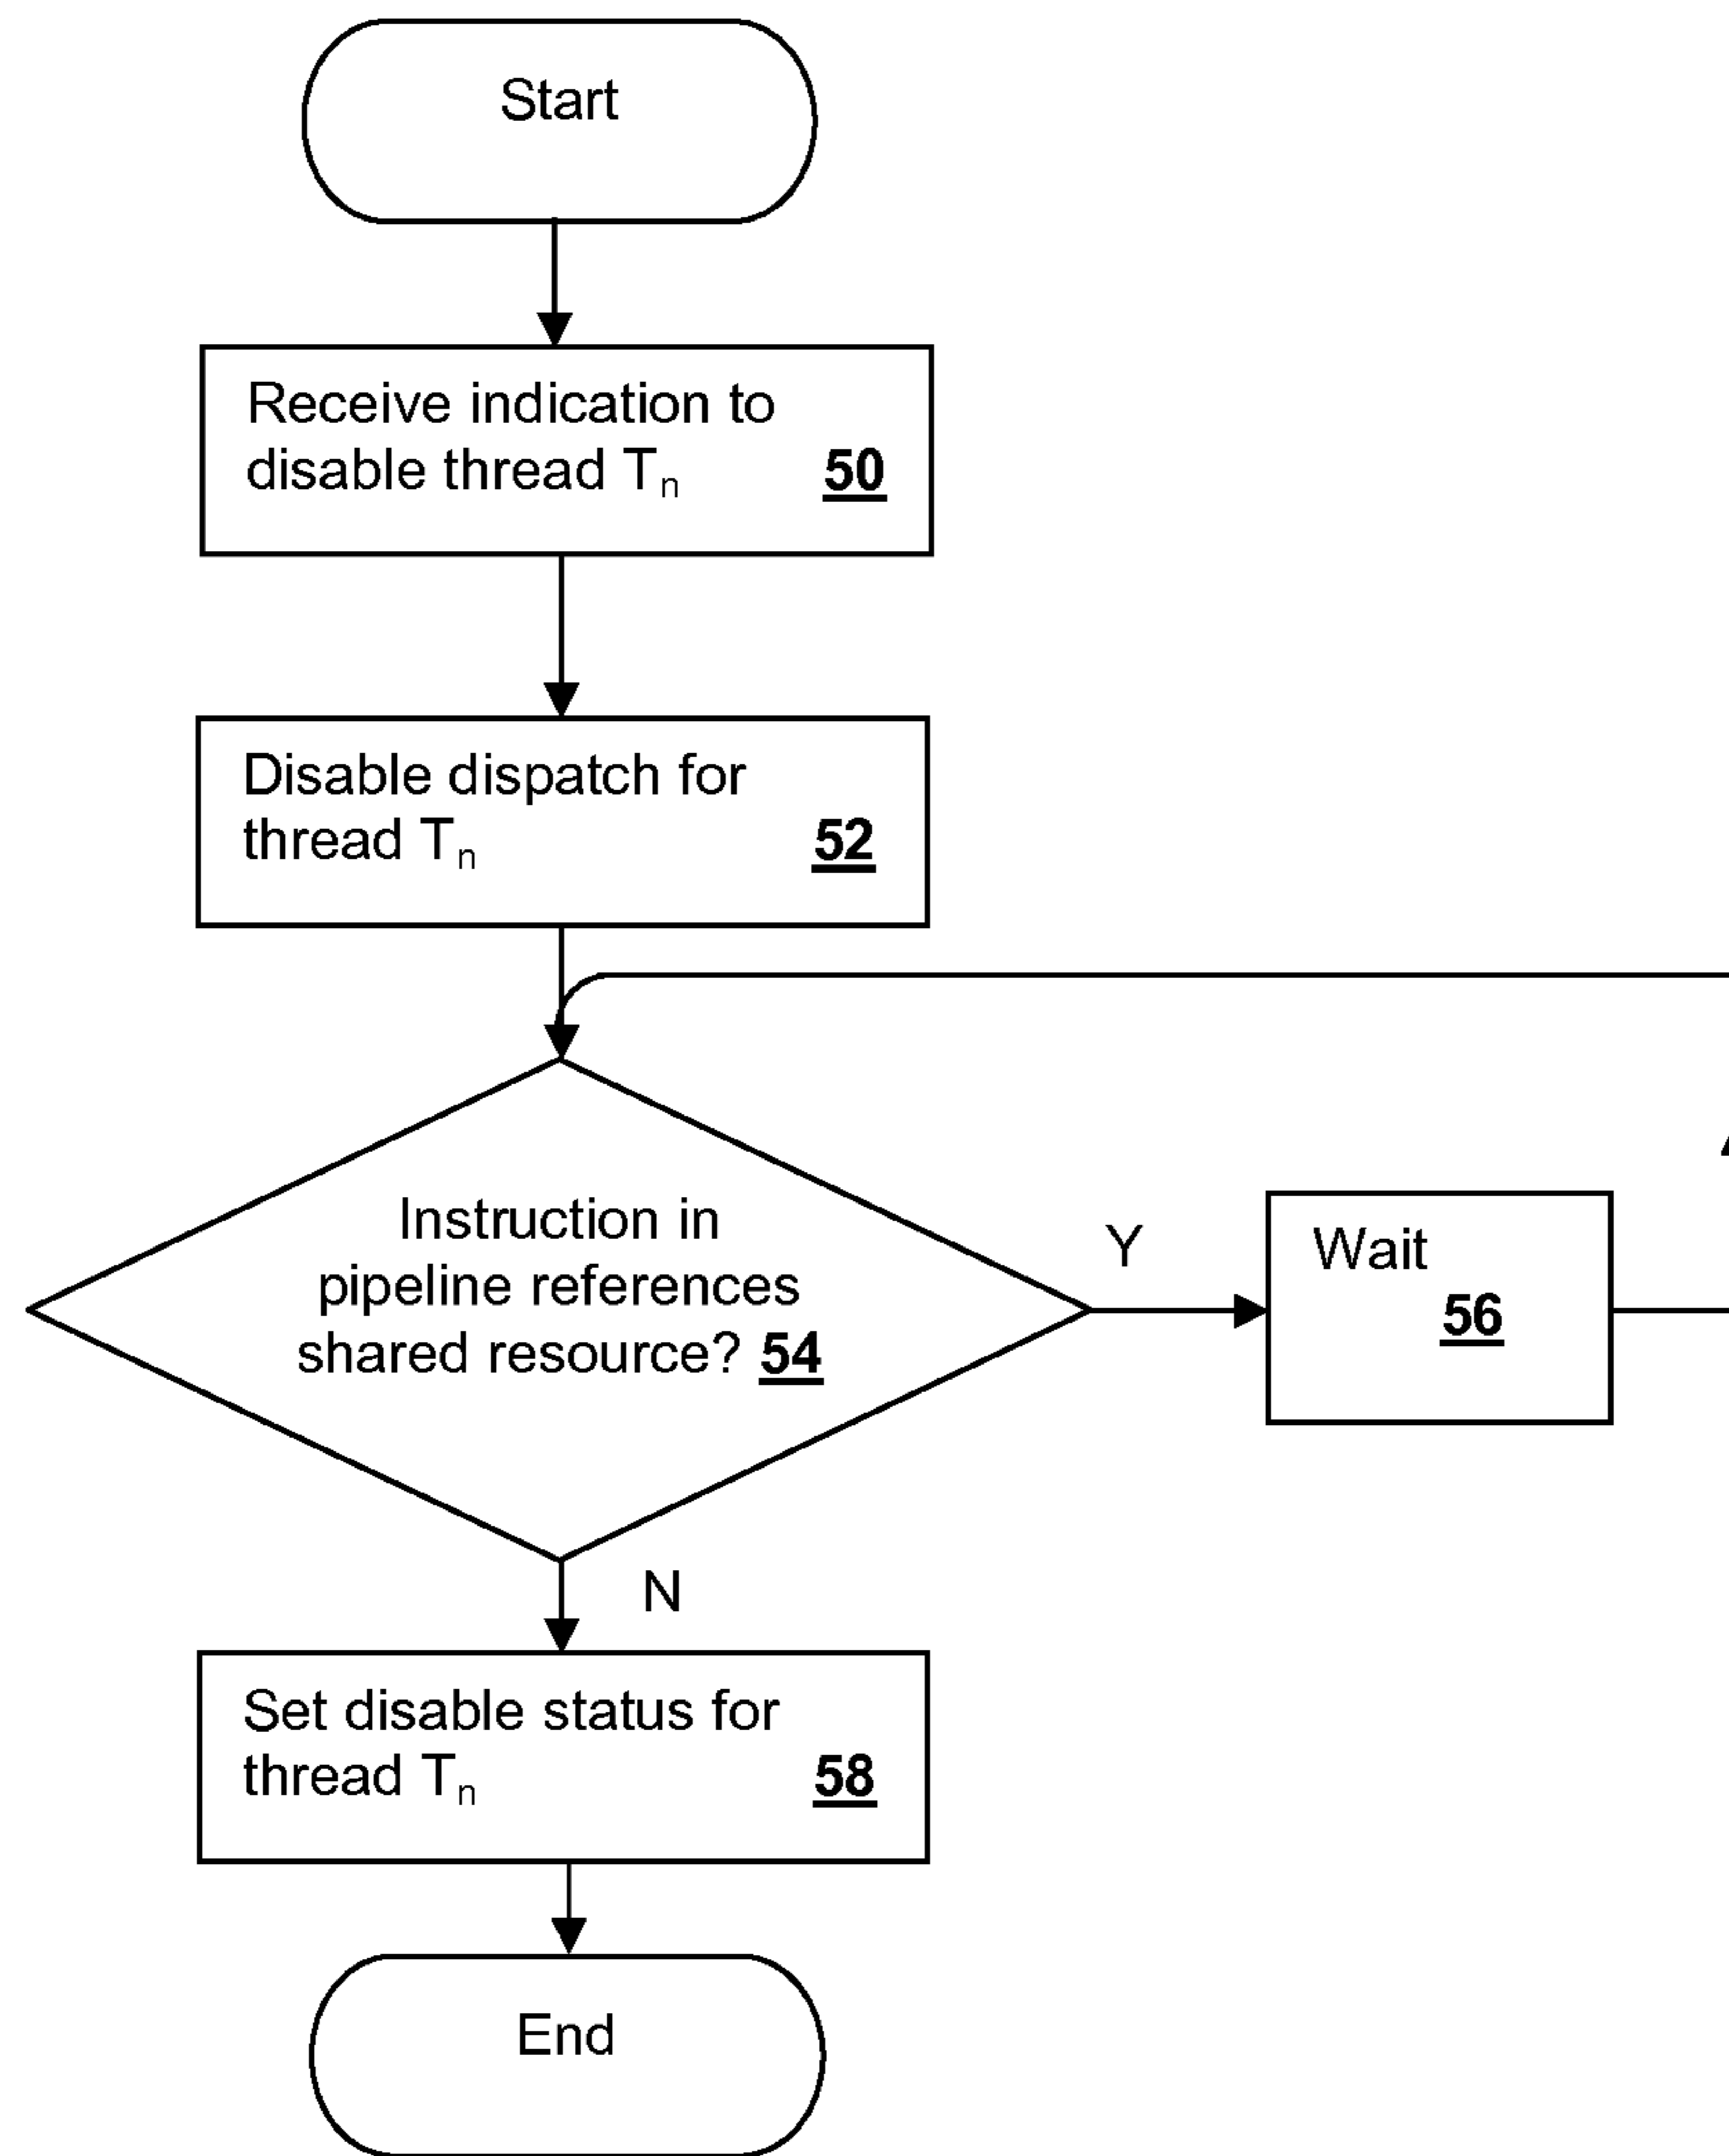 Start
Receive indication to
disable thread Tn 50
Disable dispatch for
thread Tn 52
Instruction in
pipeline references
shared resource? 54
Y
Wait
56
N
Set disable status for
thread Tn 58
End